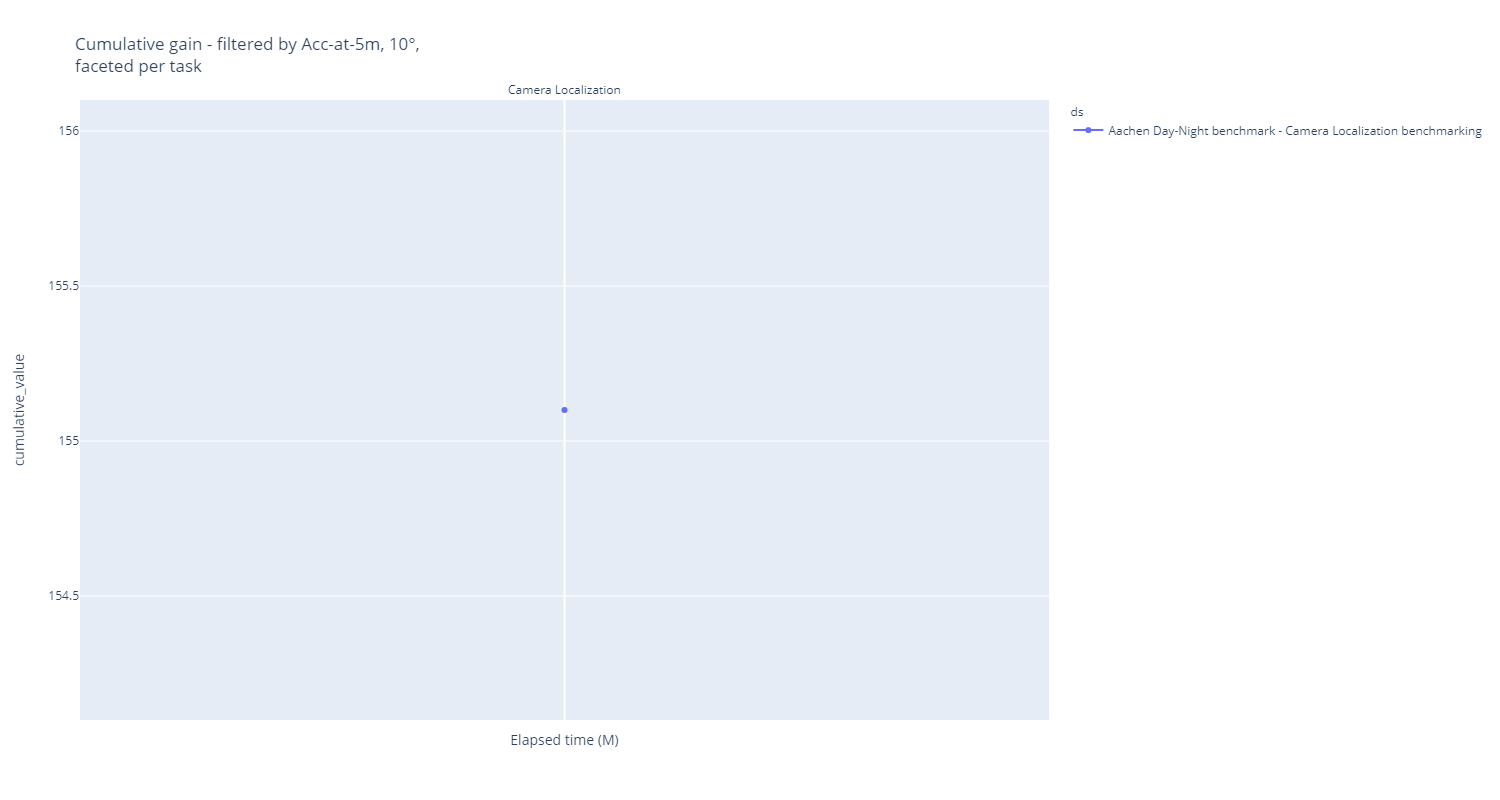 Cumulative gain - filtered by Acc-at-5m, 10°,
faceted per task
Camera Localization
ds
Aachen Day-Night benchmark - Camera Localization benchmarking
156
155.5
155
154.5
cumulative_value
Elapsed time (M)